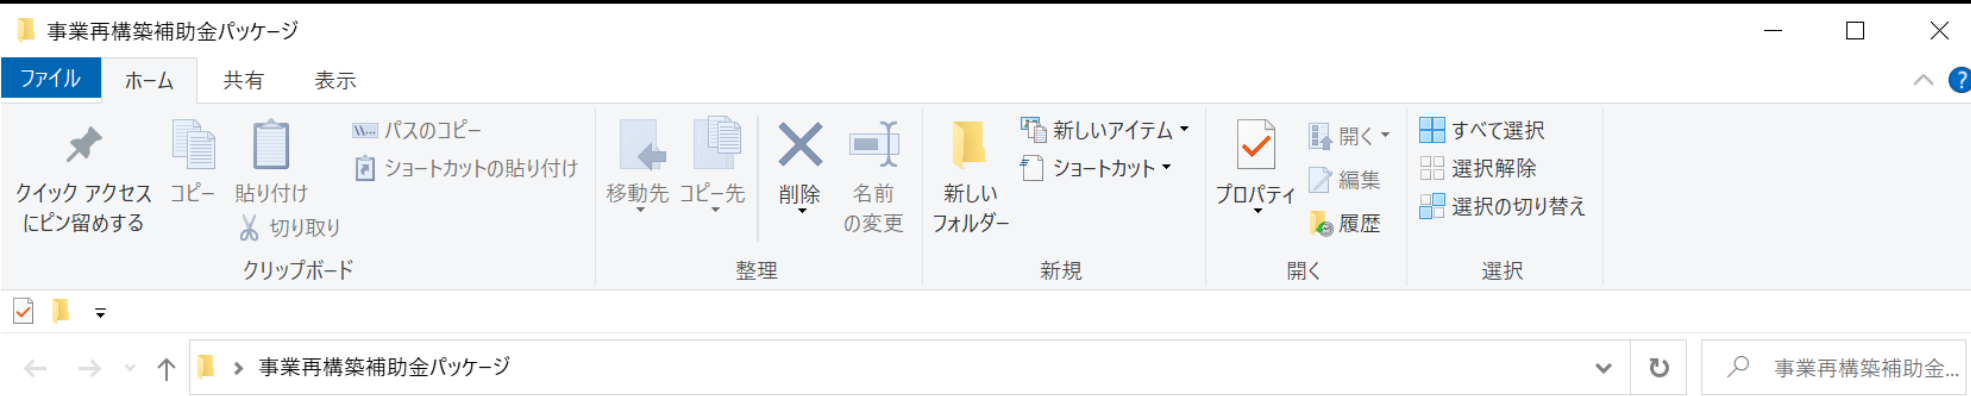 事業再構築補助金パッケージ
ファイル ホーム 共有 表示
?
クイック アクセス
にピン留めする
コピー
貼り付け
パスのコピー
ショートカットの貼り付け
切り取り
クリップボード
移動先
コピー先
削除
名前
の変更
整理
新しい
フォルダー
新しいアイテム
ショートカット
新規
プロパティ
開く
編集
履歴
開く
すべて選択
選択解除
選択の切り替え
選択
事業再構築補助金パッケージ
事業再構築補助金...